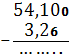 54,100
- 3,26
.........